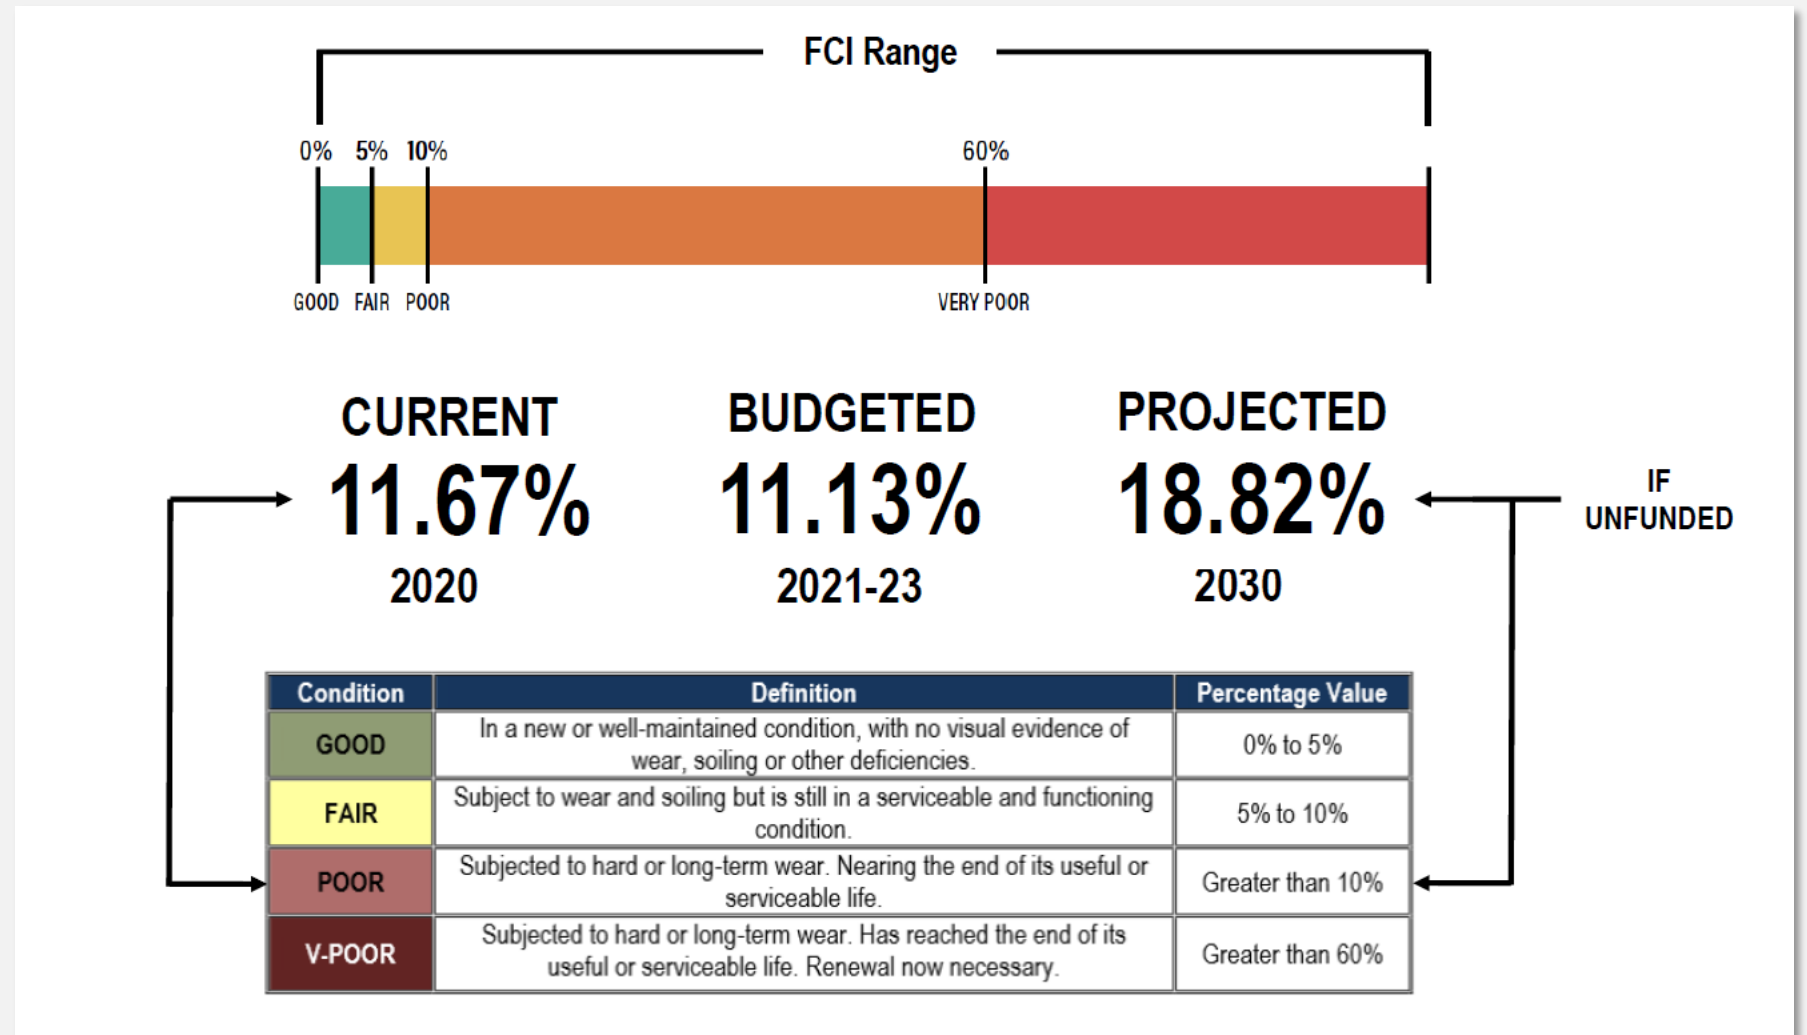 FCI Range
0% 5% 10% 60%
GOOD FAIR POOR VERY POOR
CURRENT BUDGETED PROJECTED
11.67% 11.13% 18.82%
IF
UNFUNDED
2020 2021-23 2030
Condition Definition Percentage Value
GOOD
In a new or well-maintained condition, with no visual evidence of
wear, soiling or other deficiencies.
0% to 5%
FAIR
Subject to wear and soiling but is still in a serviceable and functioning
condition.
5% to 10%
POOR
Subjected to hard or long-term wear. Nearing the end of its useful or
serviceable life.
Greater than 10%
V-POOR
Subjected to hard or long-term wear. Has reached the end of its
useful or serviceable life. Renewal now necessary.
Greater than 60%